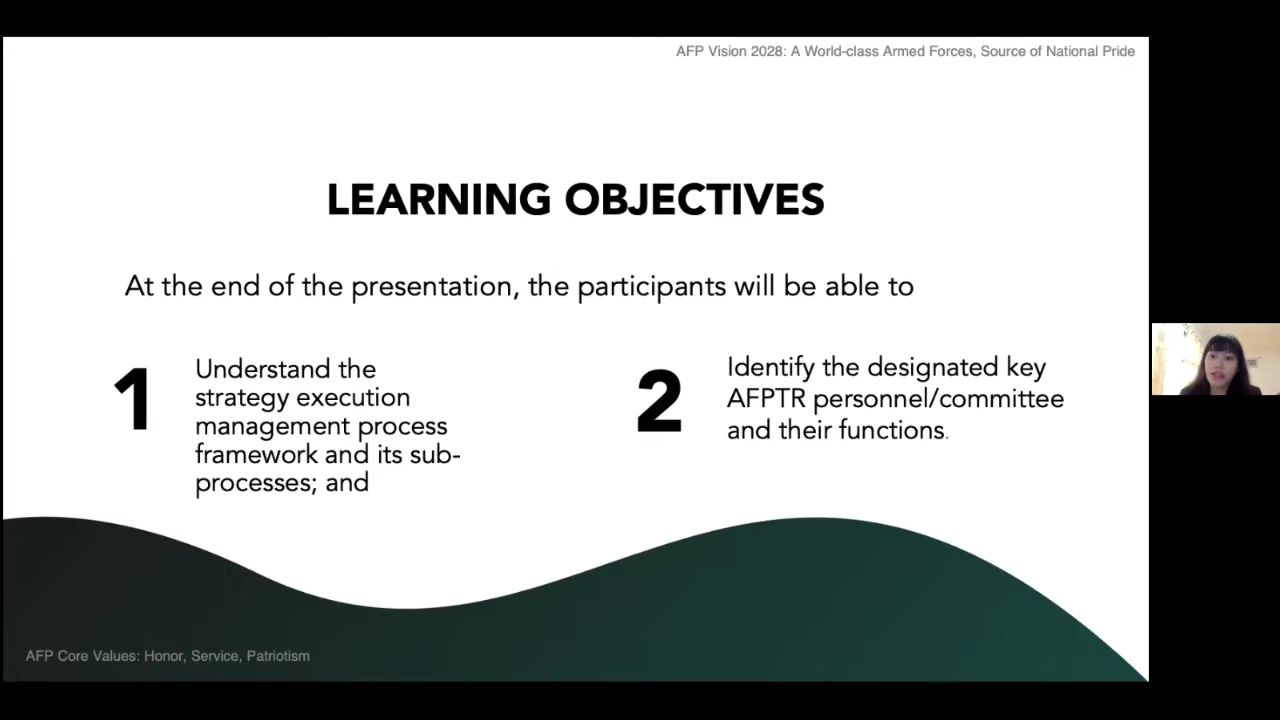 AFP Vision 2028: A World-class Armed Forces, Source of National Pride
LEARNING OBJECTIVES
At the end of the presentation, the participants will be able to
1
Understand the
strategy execution
management process
framework and its sub-
processes; and
2
Identify the designated key
AFPTR personnel/committee
and their functions.
AFP Core Values: Honor, Service, Patriotism